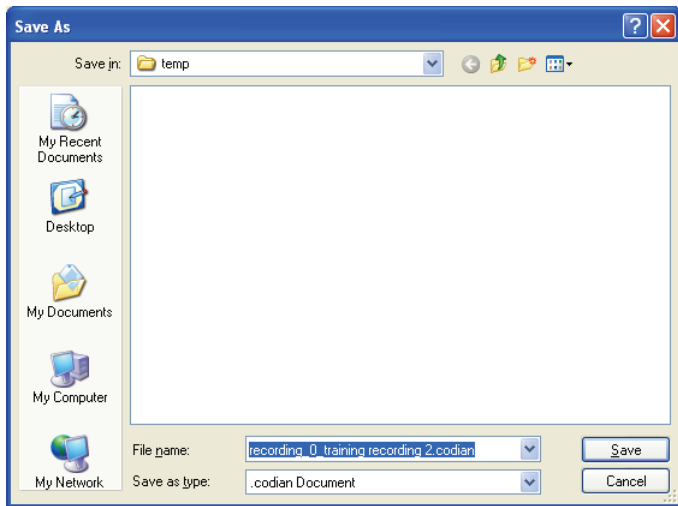 Save As
Save in:
temp
My Recent
Documents
Desktop
My Documents
My Computer
My Network
File name:
recording_0_training recording 2.codian
Save
Save as type:
.codian Document
Cancel